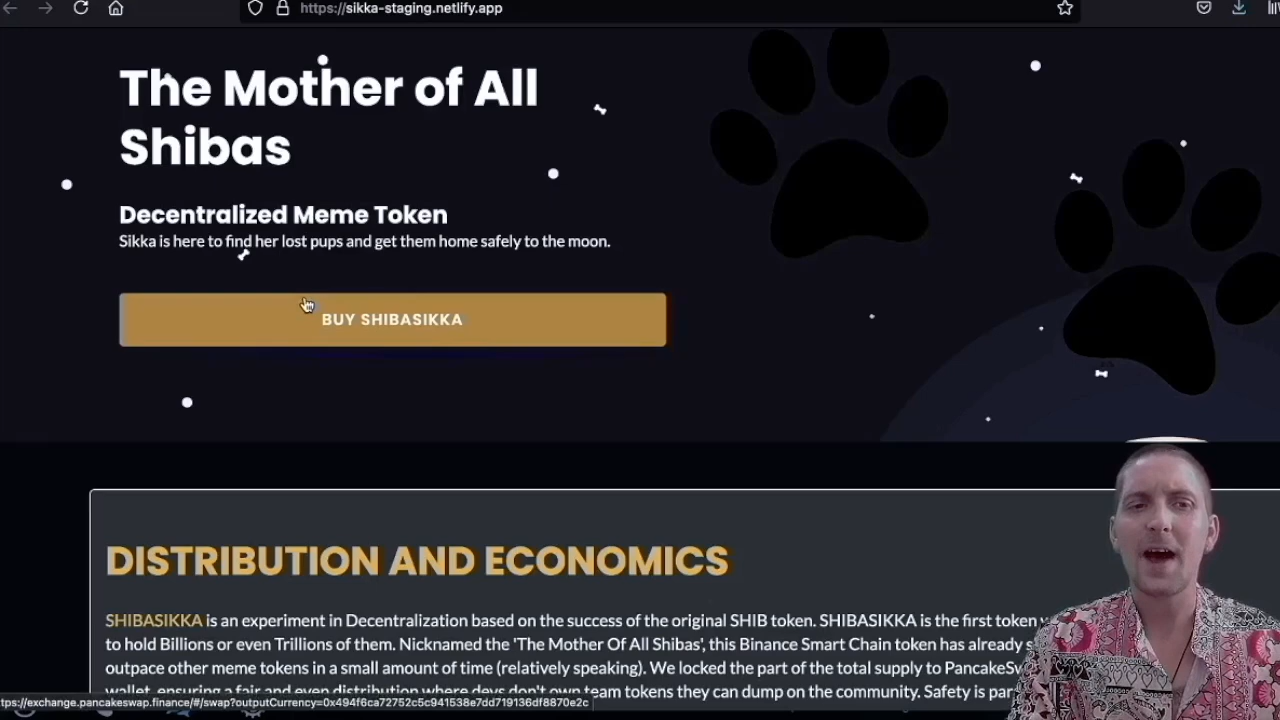 https://sikka-staging.netlify.app
The Mother of All
Shibas
Decentralized Meme Token
Sikka is here to find her lost pups and get them home safely to the moon.
BUY SHIBASIKKA
DISTRIBUTION AND ECONOMICS
SHIBASIKKA is an experiment in Decentralization based on the success of the original SHIB token. SHIBASIKKA is the first token
to hold Billions or even Trillions of them. Nicknamed the 'The Mother Of All Shibas', this Binance Smart Chain token has already
outpace other meme tokens in a small amount of time (relatively speaking). We locked the part of the total supply to
wallet, ensuring a fair and even distribution where devs don't own team tokens they can dump on the community. Safety is
tps://exchange.pancakeswap.finance/#/swap?outputCurrency=0x494f6ca72752c5c941538e7dd719136df8870e2c